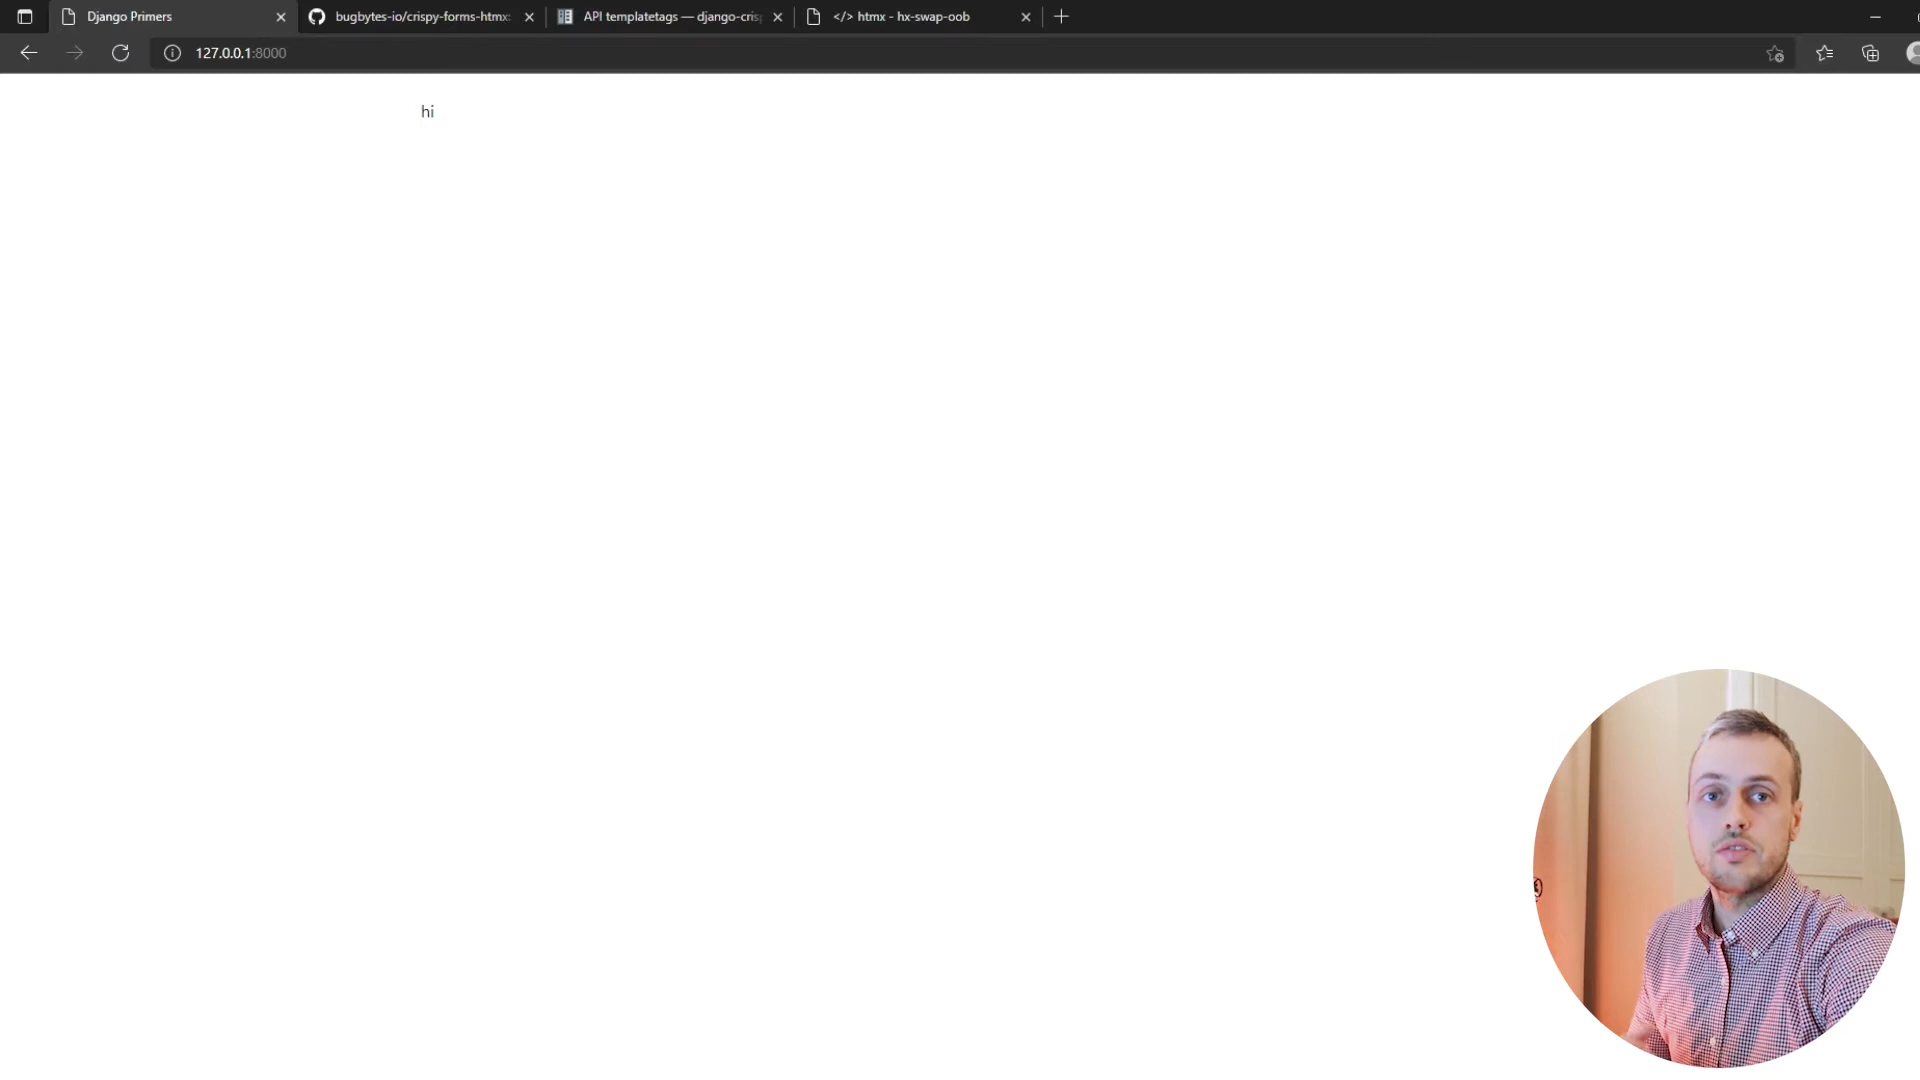 Django Primers
bugbytes-io/crispy-forms-htmx
API templatetags — django-cris
</> htmx - hx-swap-oob
127.0.0.1:8000
hi